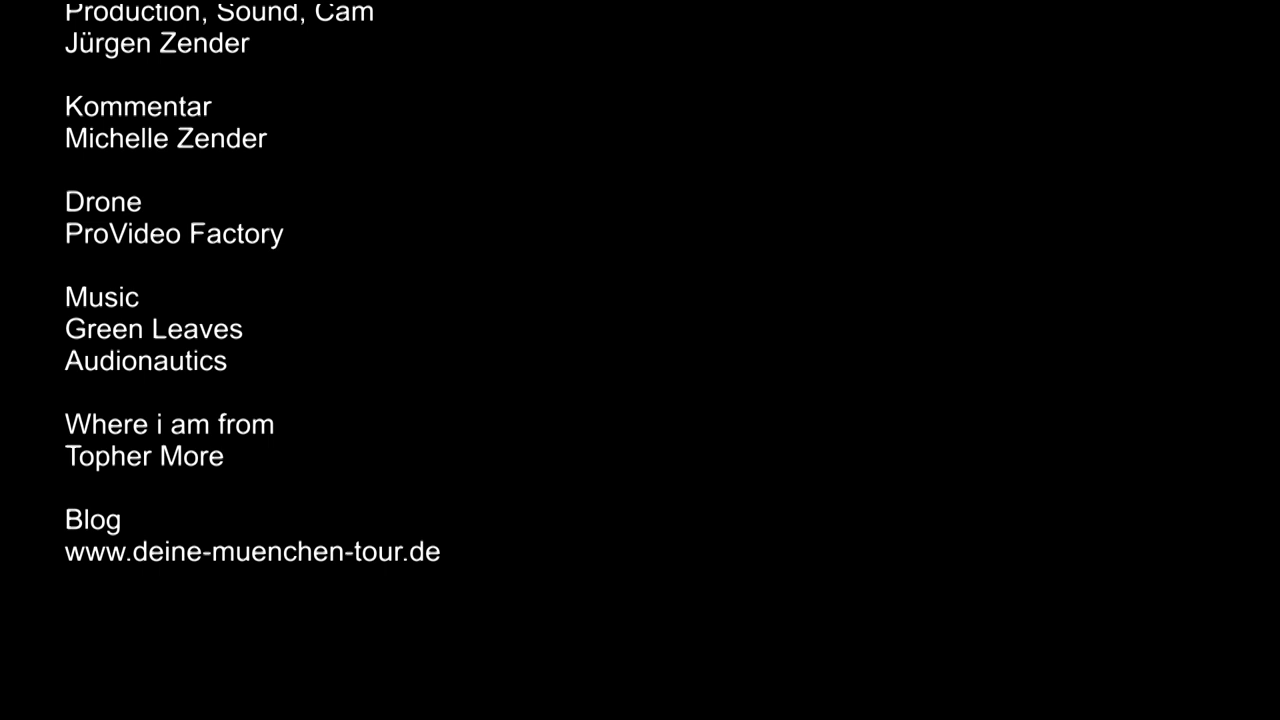 Production, Sound, Cam
Jürgen Zender
Kommentar
Michelle Zender
Drone
ProVideo Factory
Music
Green Leaves
Audionautics
Where i am from
Topher More
Blog
www.deine-muenchen-tour.de